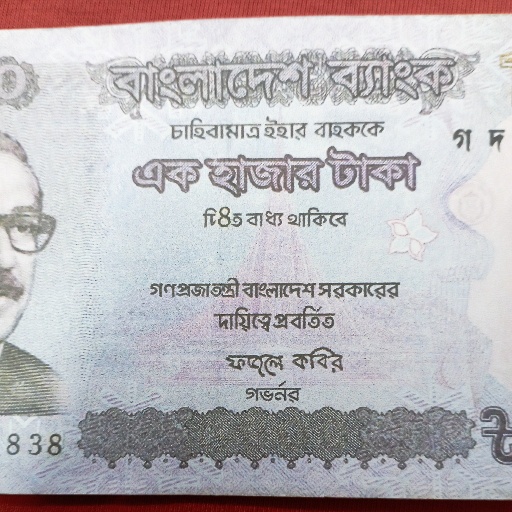 বাংলাদেশ ব্যাংক
চাহিবামাত্র ইহার বাহককে
গ দ
এক হাজার টাকা
দিতে বাধ্য থাকিবে
গণপ্রজাতন্ত্রী বাংলাদেশ সরকারের
দায়িত্বে প্রবর্তিত
ফজলে কবির
গভর্নর
838
৳